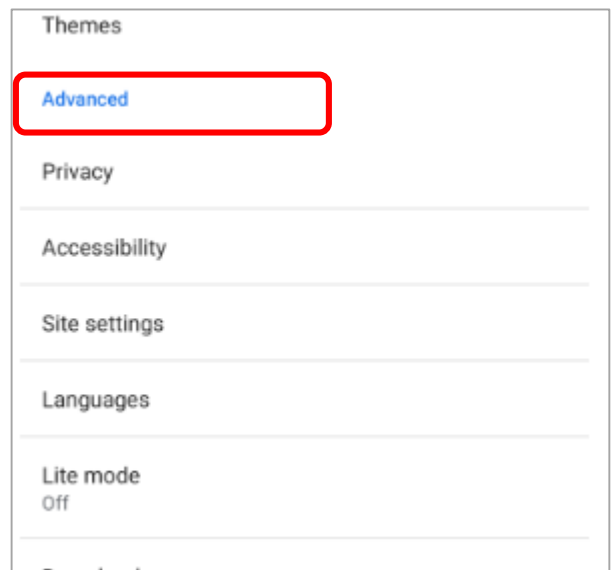 Themes
Advanced
Privacy
Accessibility
Site settings
Languages
Lite mode
Off